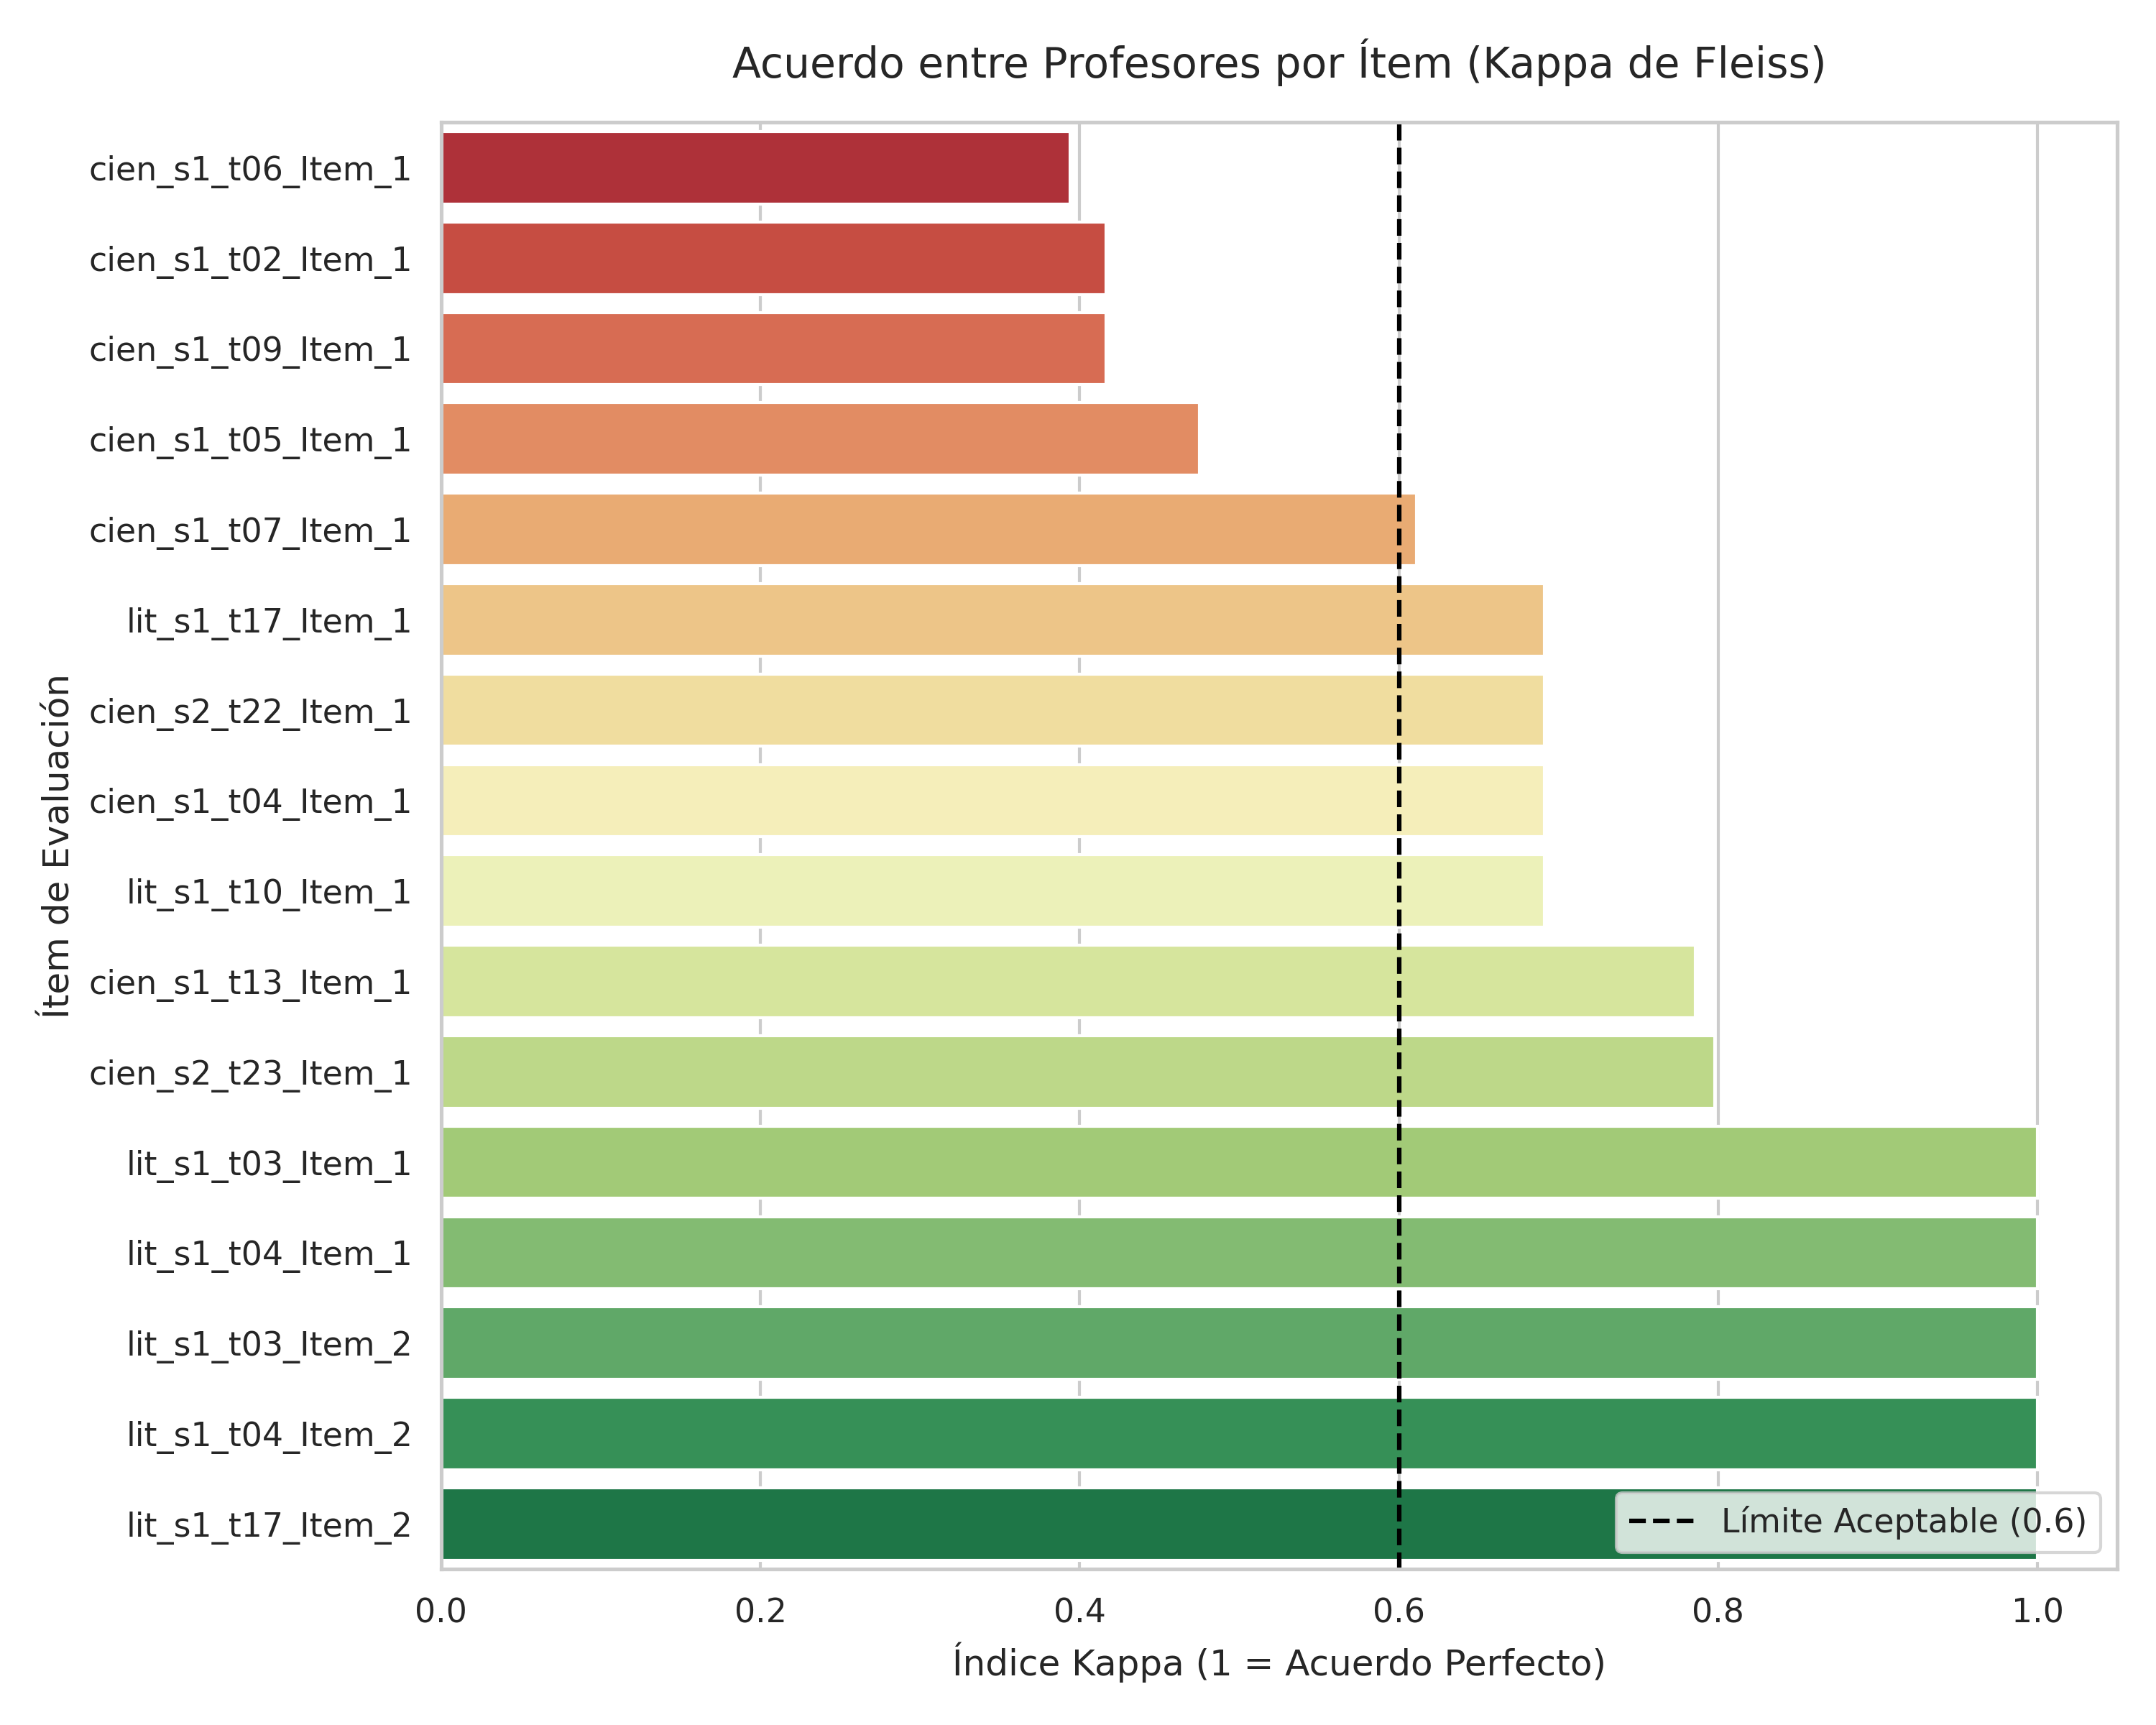 Acuerdo entre Profesores por Ítem (Kappa de Fleiss)
Ítem de Evaluación
cien_s1_t06_Item_1
cien_s1_t02_Item_1
cien_s1_t09_Item_1
cien_s1_t05_Item_1
cien_s1_t07_Item_1
lit_s1_t17_Item_1
cien_s2_t22_Item_1
cien_s1_t04_Item_1
lit_s1_t10_Item_1
cien_s1_t13_Item_1
cien_s2_t23_Item_1
lit_s1_t03_Item_1
lit_s1_t04_Item_1
lit_s1_t03_Item_2
lit_s1_t04_Item_2
lit_s1_t17_Item_2
Límite Aceptable (0.6)
0.0 0.2 0.4 0.6 0.8 1.0
Índice Kappa (1 = Acuerdo Perfecto)